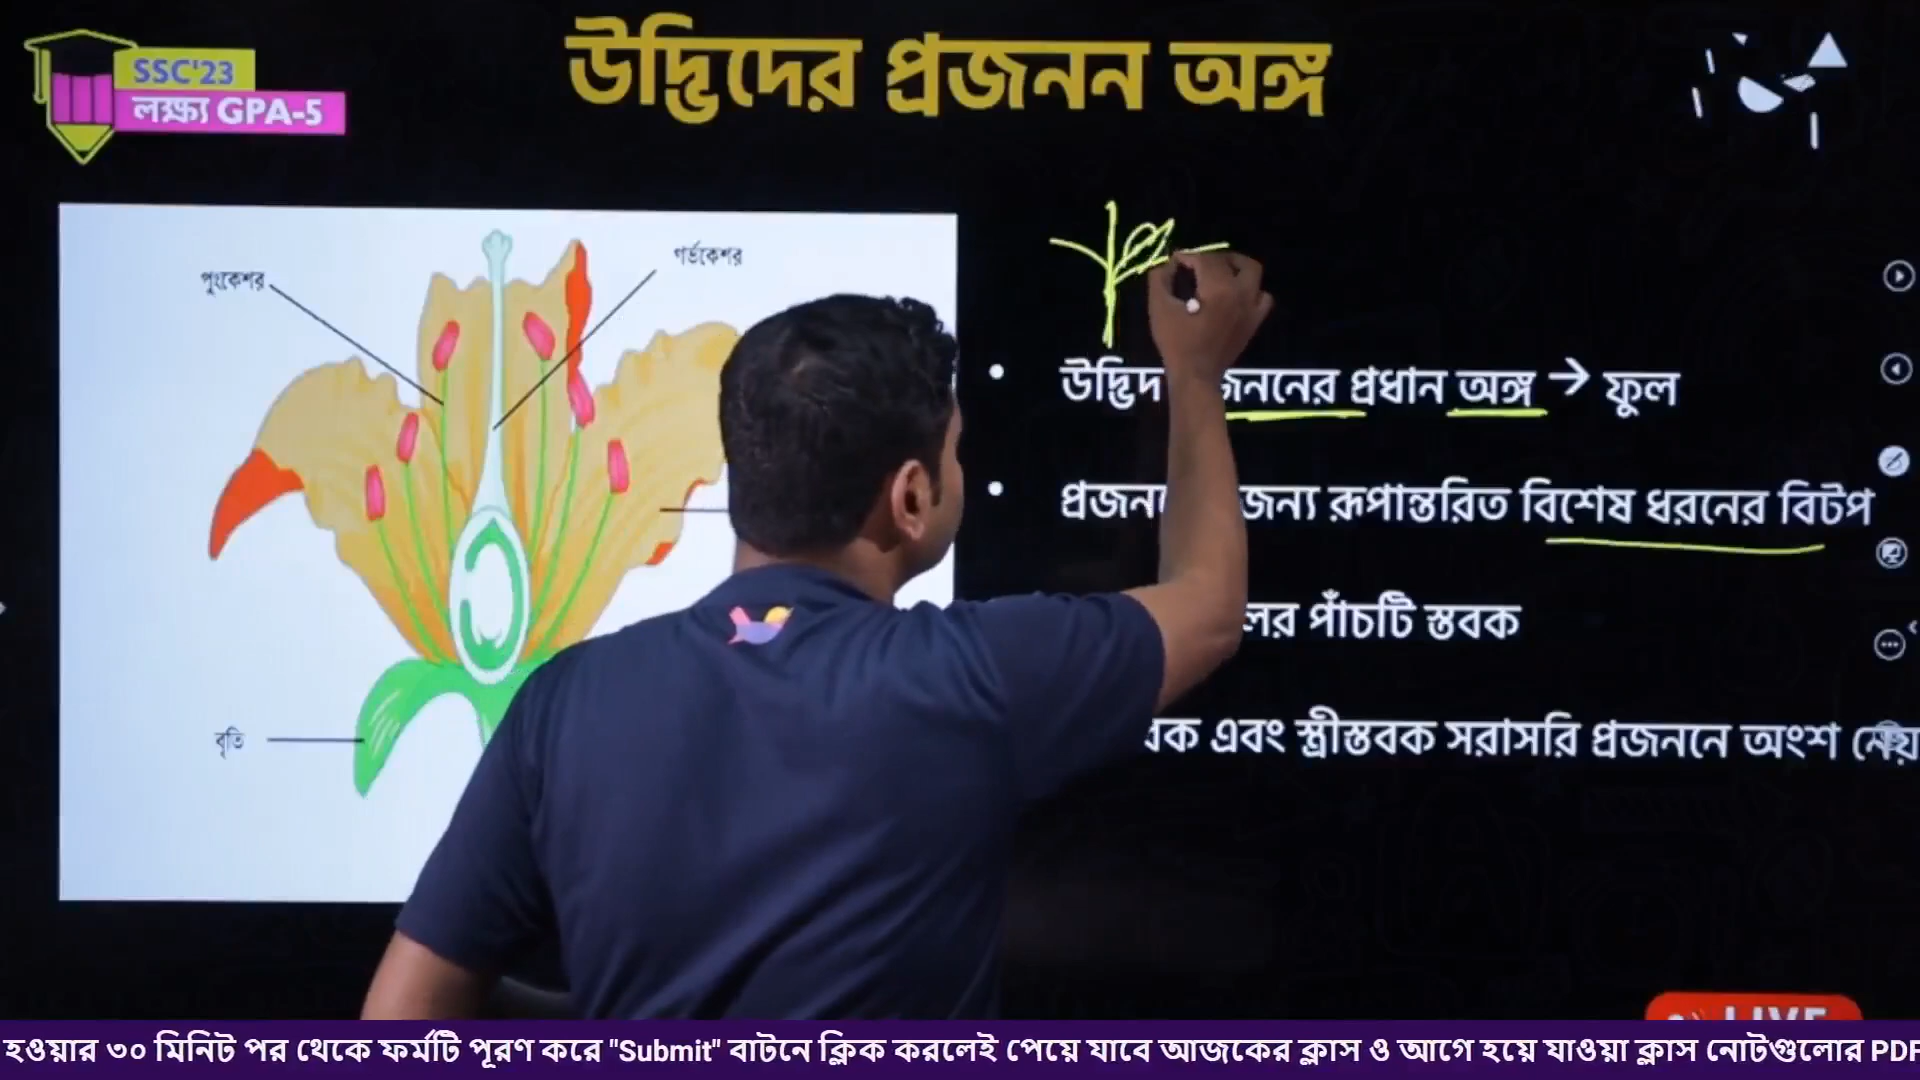 SSC'23
লক্ষ্য GPA-5
উদ্ভিদের প্রজনন অঙ্গ
পুংকেশর
গর্ভকেশর
বৃতি
উদ্ভিদ জননের প্রধান অঙ্গ → ফুল
জন্য রূপান্তরিত বিশেষ ধরনের বিটপ
পাঁচটি স্তবক
এবং স্ত্রীস্তবক সরাসরি প্রজননে অংশ নেয়
LIVE
হওয়ার ৩০ মিনিট পর থেকে ফর্মটি পূরণ করে "Submit" বাটনে ক্লিক করলেই পেয়ে যাবে আজকের ক্লাস ও আগে হয়ে যাওয়া ক্লাস নোটগুলোর PDF